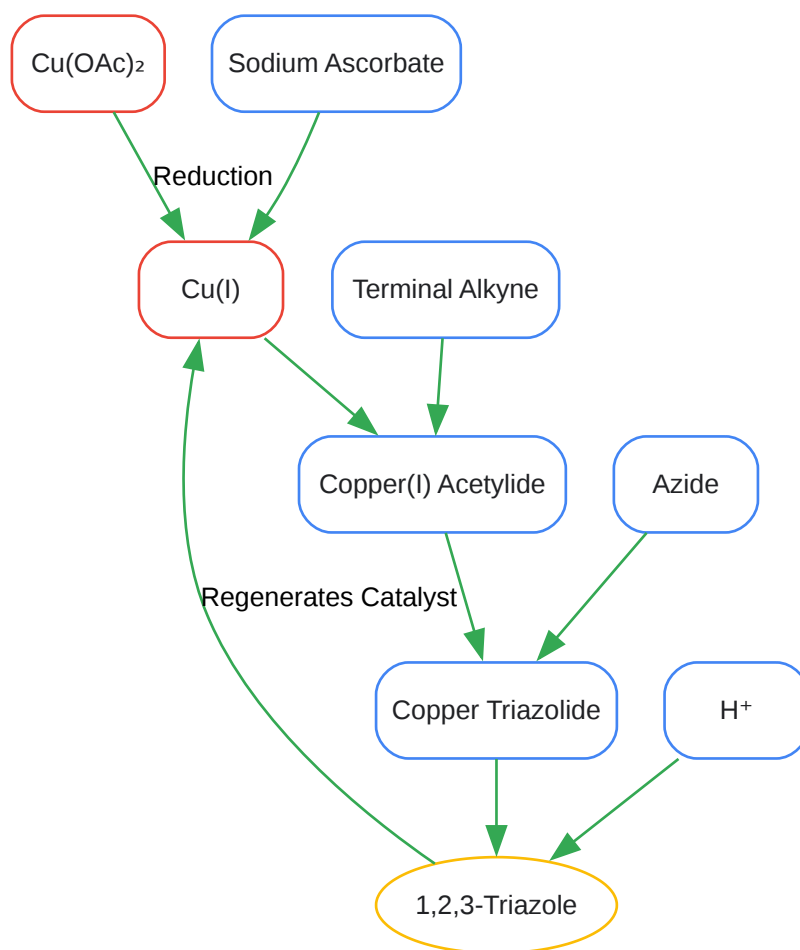 Cu(OAc)₂
Sodium Ascorbate
Reduction
Cu(I)
Terminal Alkyne
Copper(I) Acetylide
Azide
Regenerates Catalyst
Copper Triazolide
H⁺
1,2,3-Triazole